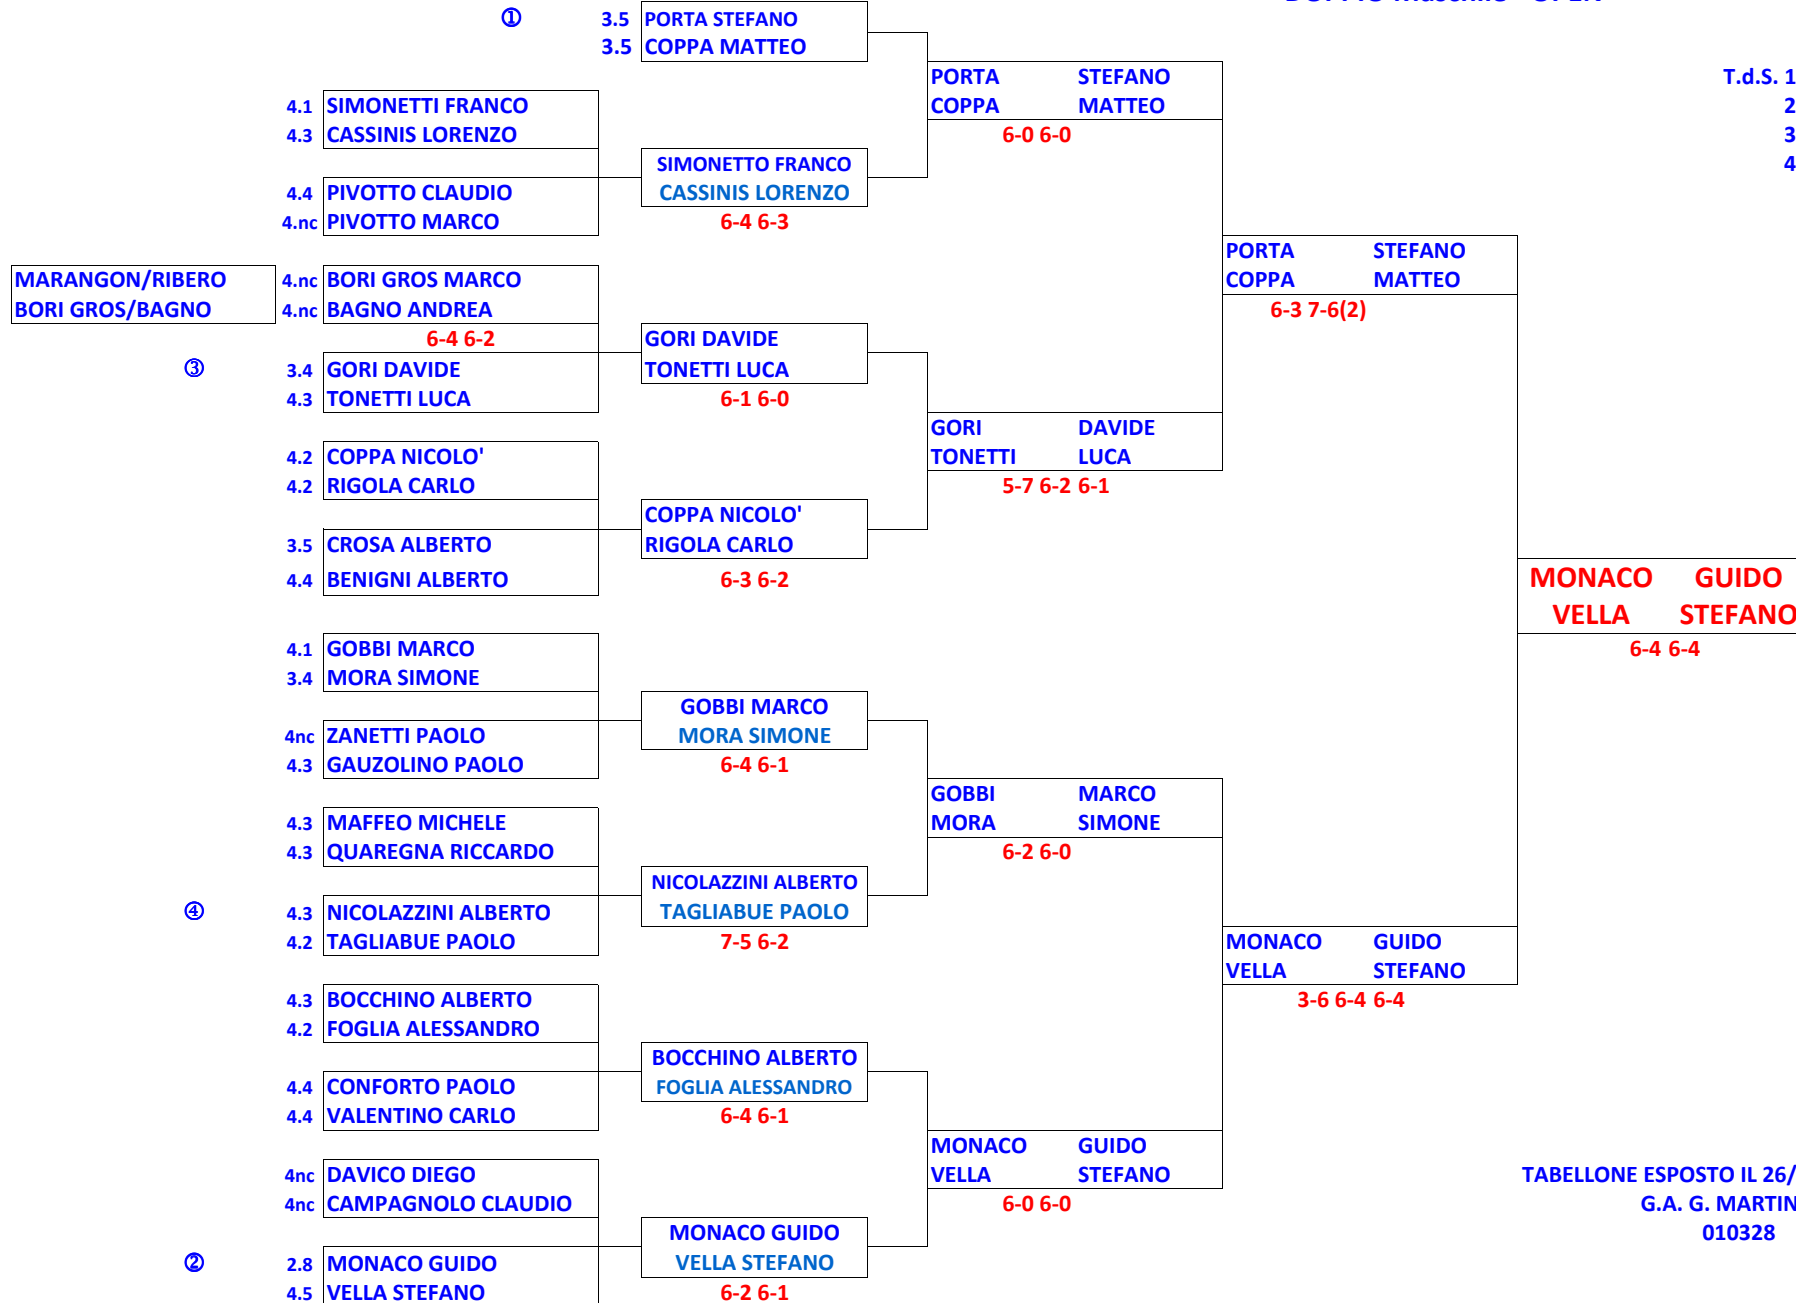 ①
3.5 PORTA STEFANO
3.5 COPPA MATTEO
PORTA STEFANO
COPPA MATTEO
6-0 6-0
T.d.S. 1
2
3
4
4.1 SIMONETTI FRANCO
4.3 CASSINIS LORENZO
SIMONETTO FRANCO
CASSINIS LORENZO
6-4 6-3
4.4 PIVOTTO CLAUDIO
4.nc PIVOTTO MARCO
PORTA STEFANO
COPPA MATTEO
6-3 7-6(2)
MARANGON/RIBERO
BORI GROS/BAGNO
4.nc BORI GROS MARCO
4.nc BAGNO ANDREA
6-4 6-2
GORI DAVIDE
TONETTI LUCA
6-1 6-0
③
3.4 GORI DAVIDE
4.3 TONETTI LUCA
GORI DAVIDE
TONETTI LUCA
5-7 6-2 6-1
4.2 COPPA NICOLO'
4.2 RIGOLA CARLO
COPPA NICOLO'
RIGOLA CARLO
6-3 6-2
3.5 CROSA ALBERTO
4.4 BENIGNI ALBERTO
MONACO GUIDO
VELLA STEFANO
6-4 6-4
4.1 GOBBI MARCO
3.4 MORA SIMONE
GOBBI MARCO
MORA SIMONE
6-4 6-1
4nc ZANETTI PAOLO
4.3 GAUZOLINO PAOLO
GOBBI MARCO
MORA SIMONE
6-2 6-0
4.3 MAFFEO MICHELE
4.3 QUAREGNA RICCARDO
NICOLAZZINI ALBERTO
TAGLIABUE PAOLO
7-5 6-2
④
4.3 NICOLAZZINI ALBERTO
4.2 TAGLIABUE PAOLO
MONACO GUIDO
VELLA STEFANO
3-6 6-4 6-4
4.3 BOCCHINO ALBERTO
4.2 FOGLIA ALESSANDRO
BOCCHINO ALBERTO
FOGLIA ALESSANDRO
6-4 6-1
4.4 CONFORTO PAOLO
4.4 VALENTINO CARLO
MONACO GUIDO
VELLA STEFANO
6-0 6-0
4nc DAVICO DIEGO
4nc CAMPAGNOLO CLAUDIO
MONACO GUIDO
VELLA STEFANO
6-2 6-1
②
2.8 MONACO GUIDO
4.5 VELLA STEFANO
TABELLONE ESPOSTO IL 26/
G.A. G. MARTIN
010328